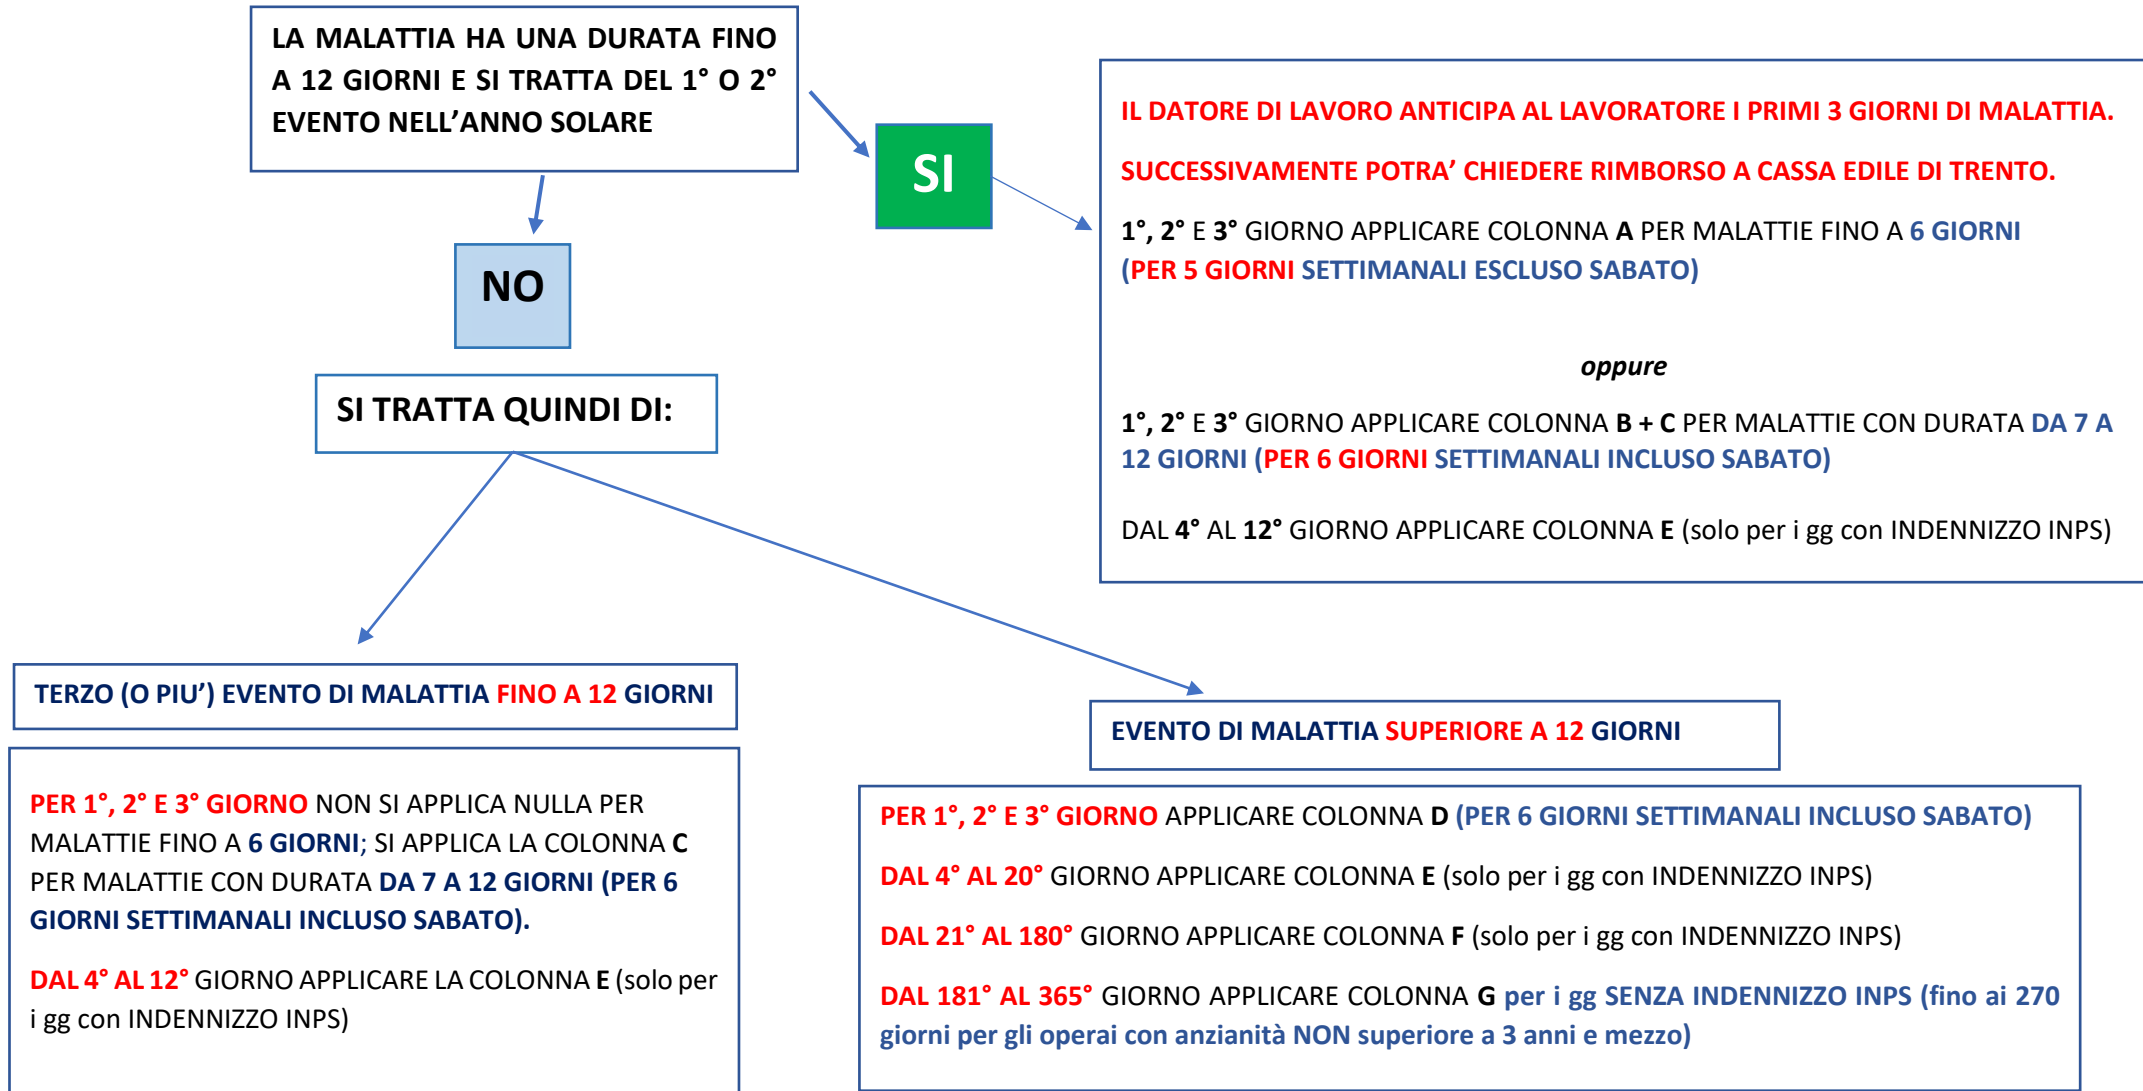 LA MALATTIA HA UNA DURATA FINO
A 12 GIORNI E SI TRATTA DEL 1° O 2°
EVENTO NELL’ANNO SOLARE
SI
IL DATORE DI LAVORO ANTICIPA AL LAVORATORE I PRIMI 3 GIORNI DI MALATTIA.
SUCCESSIVAMENTE POTRA’ CHIEDERE RIMBORSO A CASSA EDILE DI TRENTO.
1°, 2° E 3° GIORNO APPLICARE COLONNA A PER MALATTIE FINO A 6 GIORNI
(PER 5 GIORNI SETTIMANALI ESCLUSO SABATO)
oppure
1°, 2° E 3° GIORNO APPLICARE COLONNA B + C PER MALATTIE CON DURATA DA 7 A
12 GIORNI (PER 6 GIORNI SETTIMANALI INCLUSO SABATO)
DAL 4° AL 12° GIORNO APPLICARE COLONNA E (solo per i gg con INDENNIZZO INPS)
NO
SI TRATTA QUINDI DI:
TERZO (O PIU’) EVENTO DI MALATTIA FINO A 12 GIORNI
PER 1°, 2° E 3° GIORNO NON SI APPLICA NULLA PER
MALATTIE FINO A 6 GIORNI; SI APPLICA LA COLONNA C
PER MALATTIE CON DURATA DA 7 A 12 GIORNI (PER 6
GIORNI SETTIMANALI INCLUSO SABATO).
DAL 4° AL 12° GIORNO APPLICARE LA COLONNA E (solo per
i gg con INDENNIZZO INPS)
EVENTO DI MALATTIA SUPERIORE A 12 GIORNI
PER 1°, 2° E 3° GIORNO APPLICARE COLONNA D (PER 6 GIORNI SETTIMANALI INCLUSO SABATO)
DAL 4° AL 20° GIORNO APPLICARE COLONNA E (solo per i gg con INDENNIZZO INPS)
DAL 21° AL 180° GIORNO APPLICARE COLONNA F (solo per i gg con INDENNIZZO INPS)
DAL 181° AL 365° GIORNO APPLICARE COLONNA G per i gg SENZA INDENNIZZO INPS (fino ai 270
giorni per gli operai con anzianità NON superiore a 3 anni e mezzo)